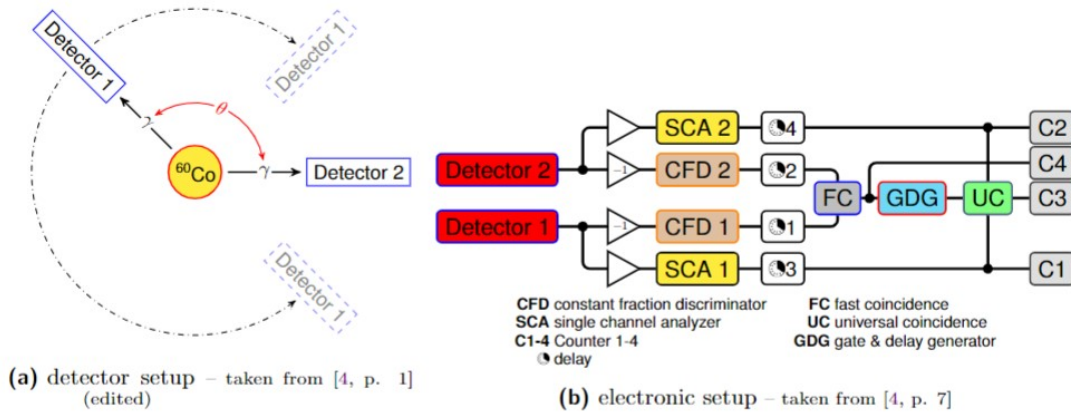 Detector 1
Detector 1
θ
γ
⁶⁰Co
γ
Detector 2
Detector 1
(a) detector setup – taken from [4, p. 1]
(edited)
SCA 2
4
C2
Detector 2
-1
CFD 2
2
C4
FC
GDG
UC
C3
Detector 1
-1
CFD 1
1
SCA 1
3
C1
CFD constant fraction discriminator
SCA single channel analyzer
C1-4 Counter 1-4
delay
FC fast coincidence
UC universal coincidence
GDG gate & delay generator
(b) electronic setup – taken from [4, p. 7]